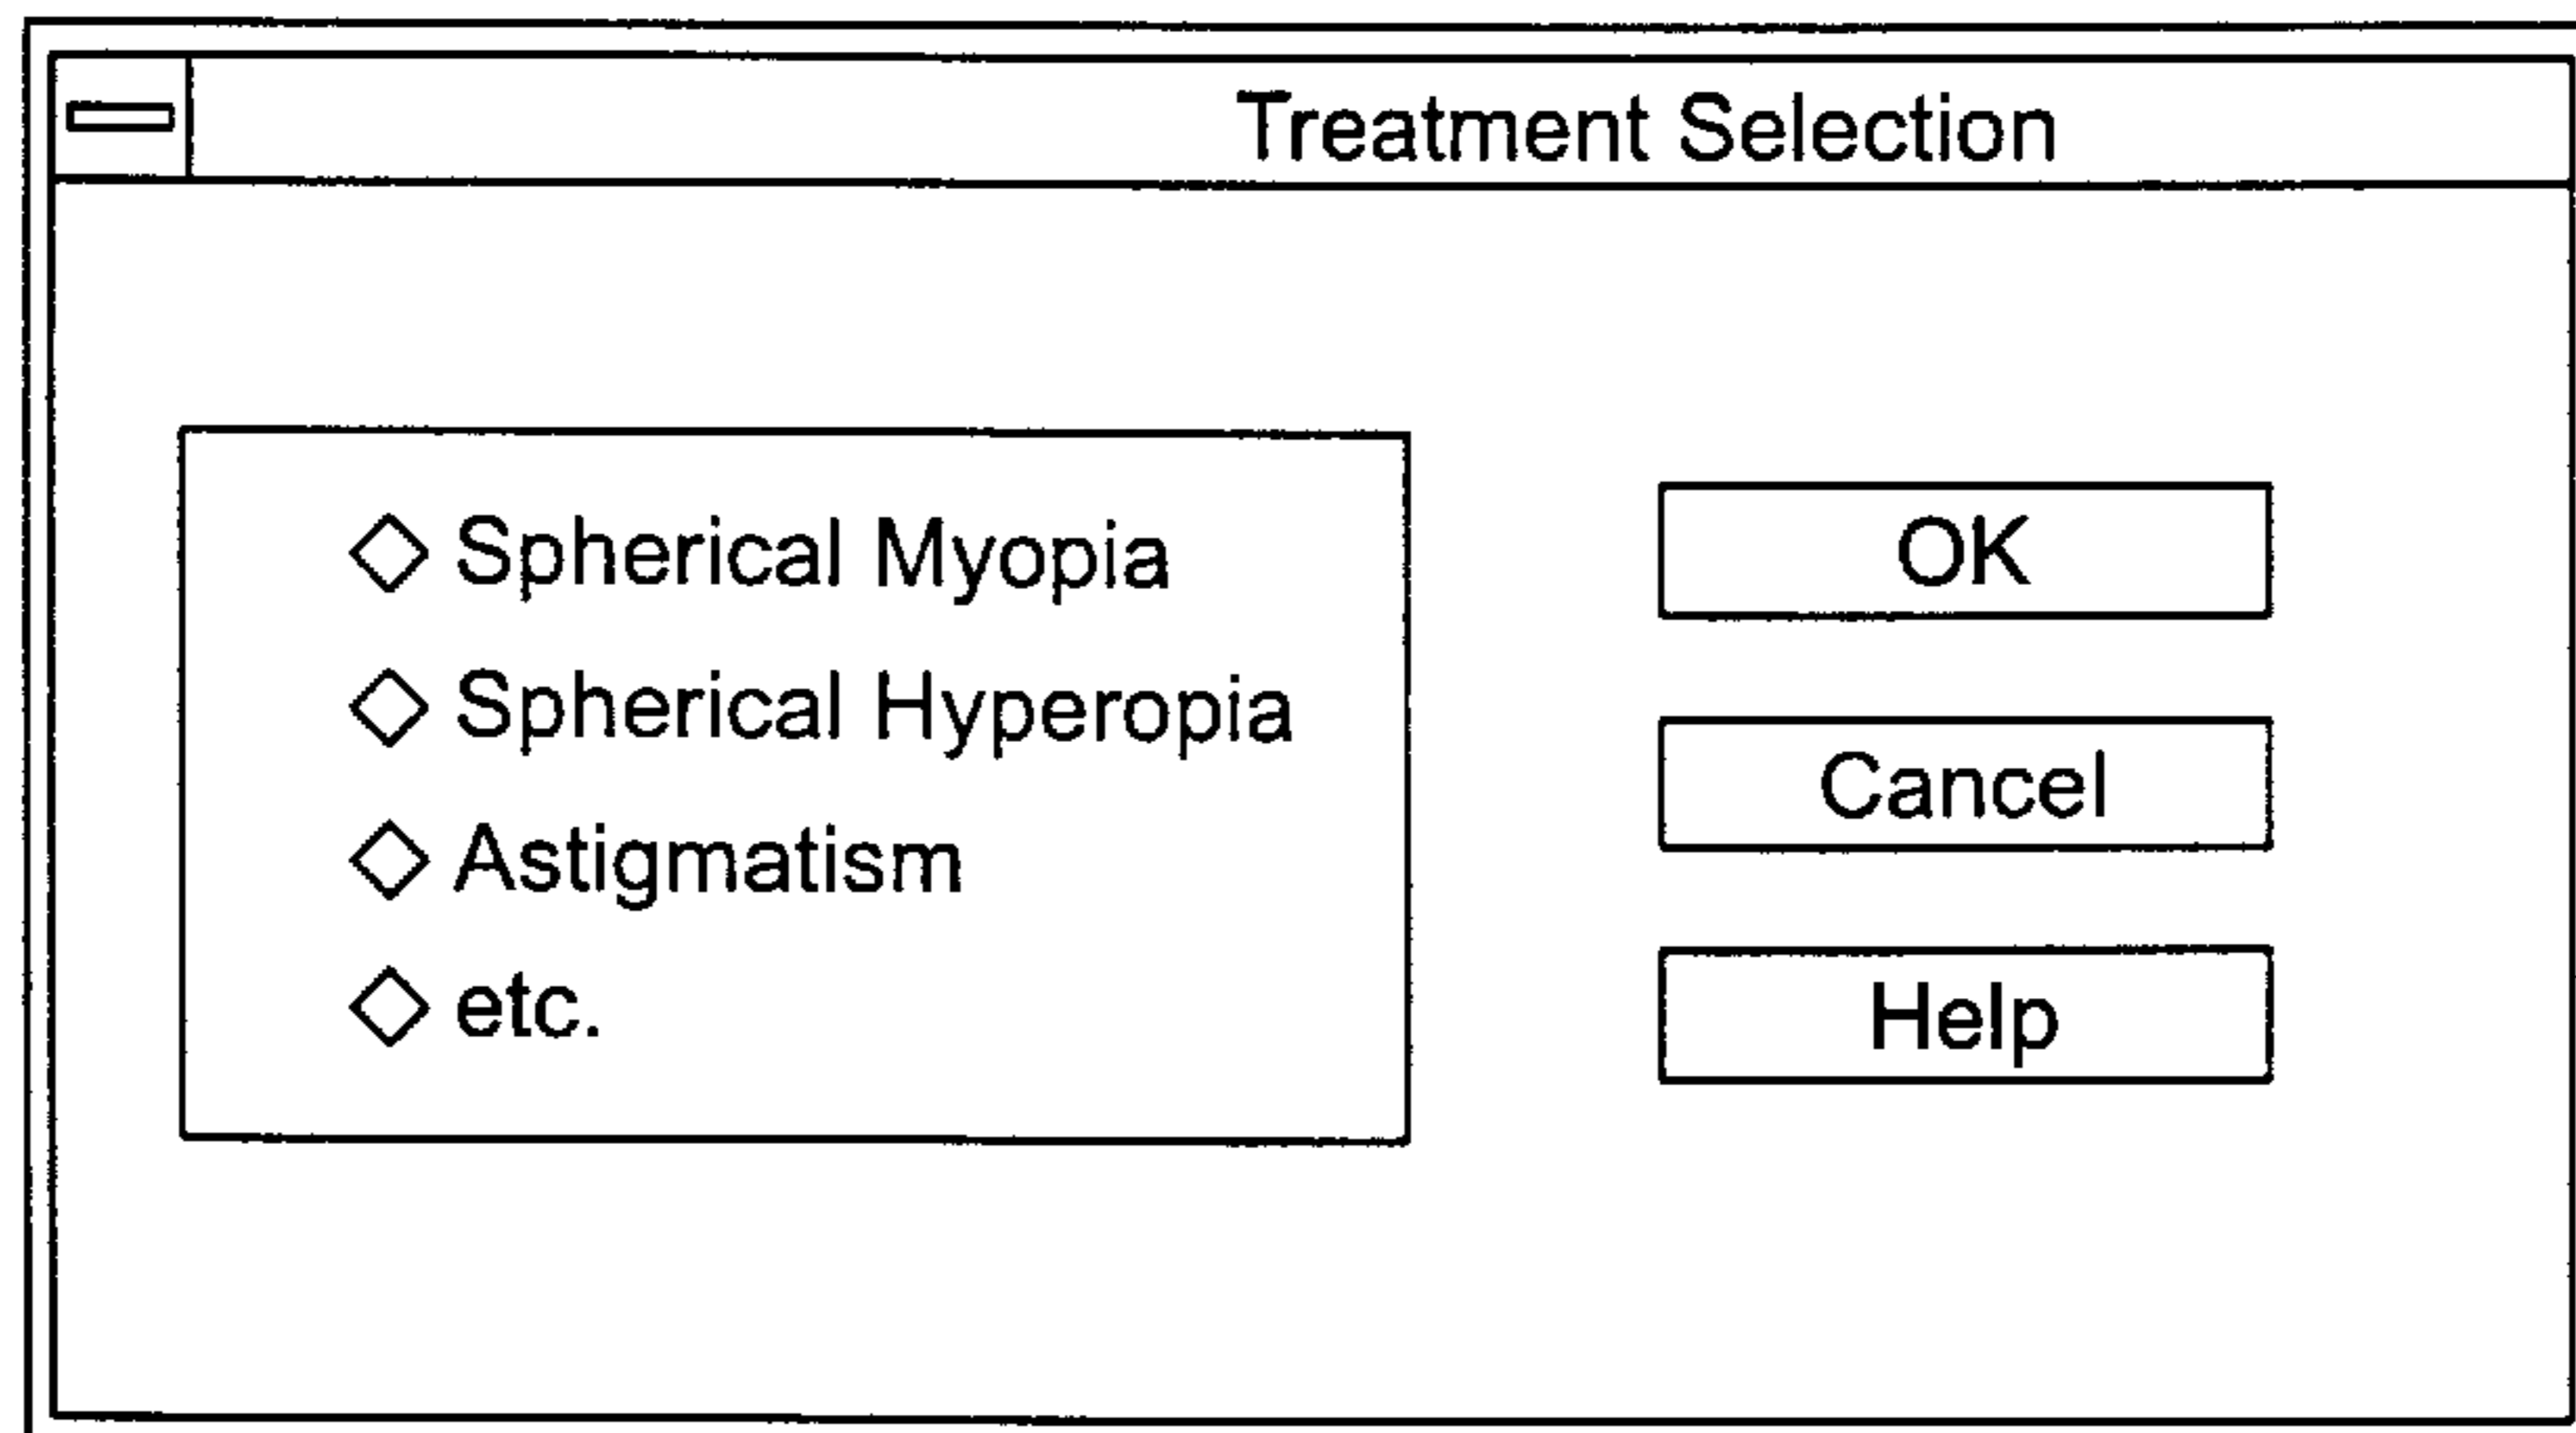 Treatment Selection
Spherical Myopia
Spherical Hyperopia
Astigmatism
etc.
OK
Cancel
Help